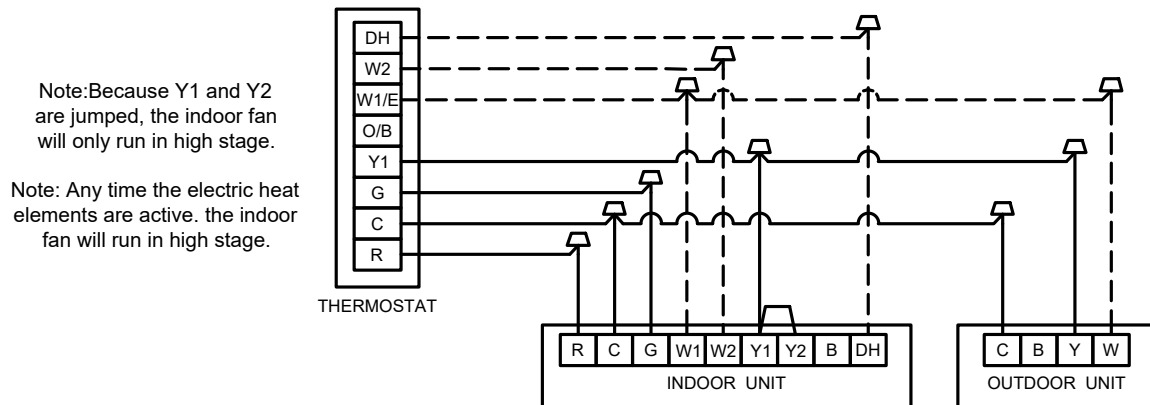 Note:Because Y1 and Y2
are jumped, the indoor fan
will only run in high stage.
Note: Any time the electric heat
elements are active. the indoor
fan will run in high stage.
DH
W2
W1/E
O/B
Y1
G
C
R
THERMOSTAT
R C G W1 W2 Y1 Y2 B DH
INDOOR UNIT
C B Y W
OUTDOOR UNIT